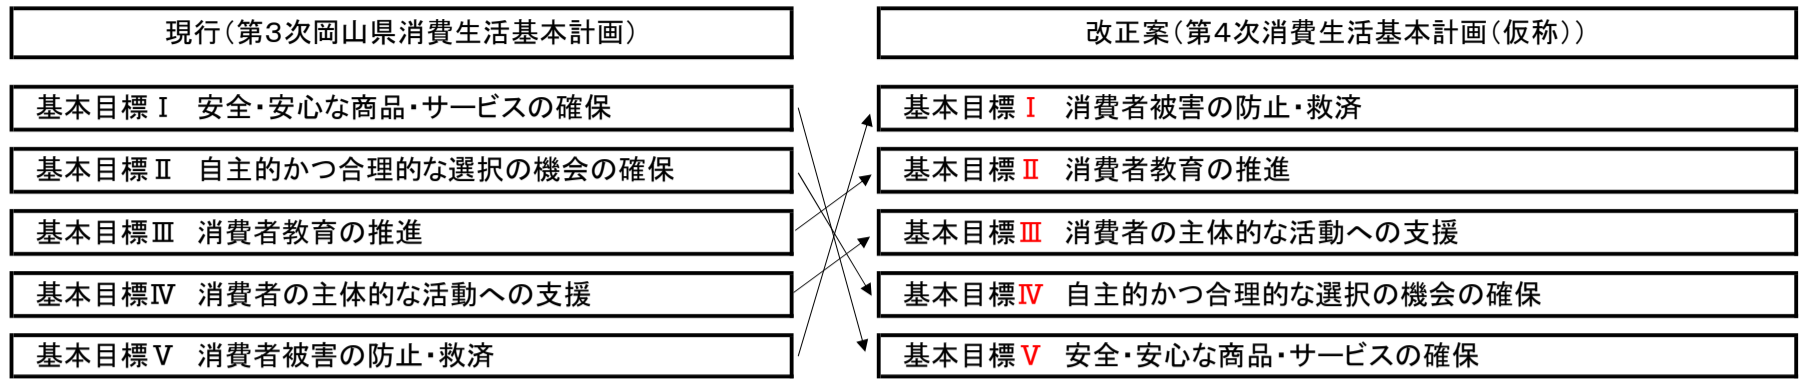 現行（第３次岡山県消費生活基本計画）
基本目標Ⅰ　安全・安心な商品・サービスの確保
基本目標Ⅱ　自主的かつ合理的な選択の機会の確保
基本目標Ⅲ　消費者教育の推進
基本目標Ⅳ　消費者の主体的な活動への支援
基本目標Ⅴ　消費者被害の防止・救済
改正案（第４次消費生活基本計画（仮称））
基本目標Ⅰ　消費者被害の防止・救済
基本目標Ⅱ　消費者教育の推進
基本目標Ⅲ　消費者の主体的な活動への支援
基本目標Ⅳ　自主的かつ合理的な選択の機会の確保
基本目標Ⅴ　安全・安心な商品・サービスの確保